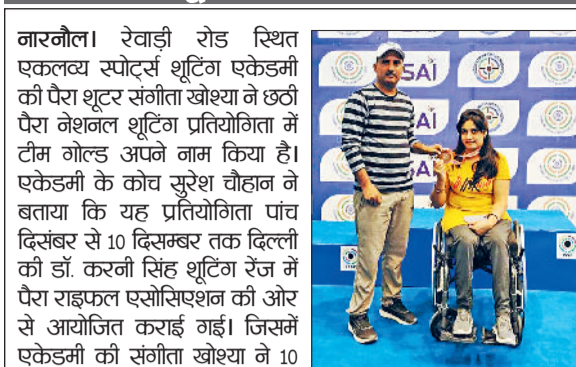 नारनौल। रेवाड़ी रोड स्थित
एकलव्य स्पोर्ट्स शूटिंग एकेडमी
की पैरा शूटर संगीता खोश्या ने छठी
पैरा नेशनल शूटिंग प्रतियोगिता में
टीम गोल्ड अपने नाम किया है।
एकेडमी के कोच सुरेश चौहान ने
बताया कि यह प्रतियोगिता पांच
दिसंबर से 10 दिसम्बर तक दिल्ली
की डॉ. करनी सिंह शूटिंग रेंज में
पैरा राइफल एसोसिएशन की ओर
से आयोजित कराई गई। जिसमें
एकेडमी की संगीता खोश्या ने 10
SAI
SAI